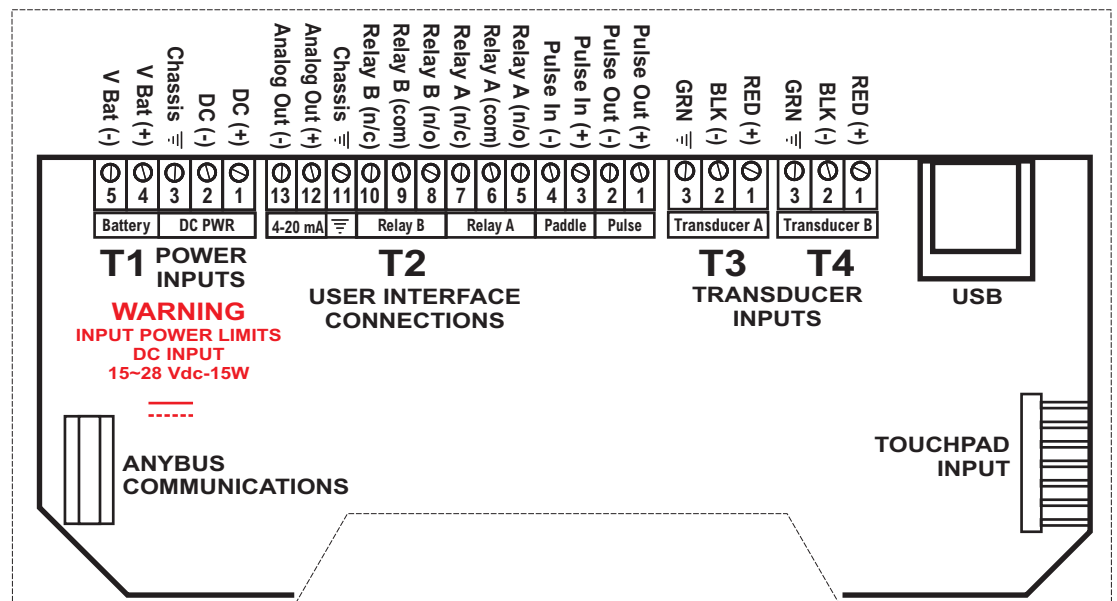 V Bat (-)
V Bat (+)
Chassis
DC (-)
DC (+)
Analog Out (-)
Analog Out (+)
Chassis
Relay B (n/c)
Relay B (com)
Relay B (n/o)
Relay A (n/c)
Relay A (com)
Relay A (n/o)
Pulse In (-)
Pulse In (+)
Pulse Out (-)
Pulse Out (+)
GRN
BLK (-)
RED (+)
GRN
BLK (-)
RED (+)
5 4 3 2 1
13 12 11 10 9 8 7 6 5 4 3 2 1
3 2 1
3 2 1
Battery DC PWR
4-20 mA Relay B Relay A Paddle Pulse
Transducer A
Transducer B
T1 POWER
INPUTS
WARNING
INPUT POWER LIMITS
DC INPUT
15~28 Vdc-15W
T2
USER INTERFACE
CONNECTIONS
T3 T4
TRANSDUCER
INPUTS
USB
ANYBUS
COMMUNICATIONS
TOUCHPAD
INPUT